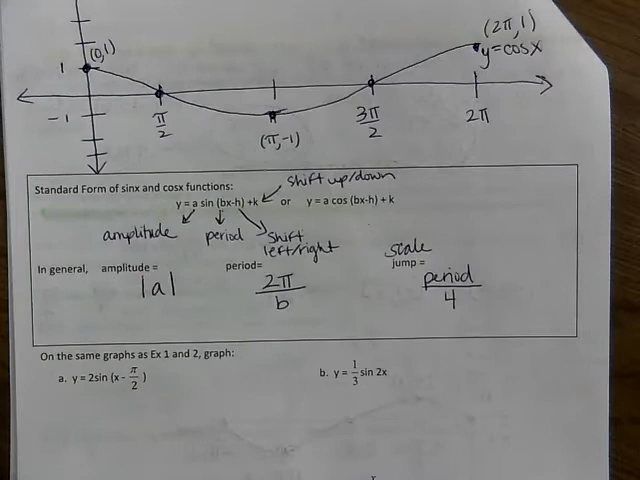 (2π, 1)
(0,1)
y=cosx
1
-1
π/2
(π,-1)
3π/2
2π
Standard Form of sinx and cosx functions:
shift up/down
y = a sin (bx-h) +k or y = a cos (bx-h) + k
amplitude period shift left/right
In general, amplitude = period= scale jump =
|a| 2π/b period/4
On the same graphs as Ex 1 and 2, graph:
a. y = 2sin (x - π/2) b. y = 1/3 sin 2x